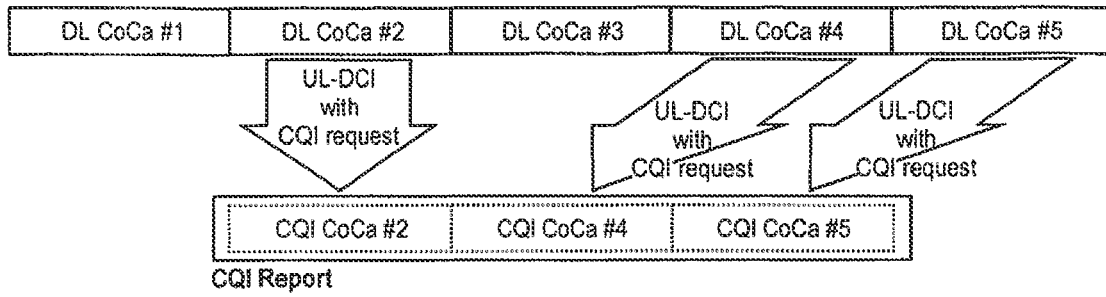 DL CoCa #1 DL CoCa #2 DL CoCa #3 DL CoCa #4 DL CoCa #5
UL-DCI
with
CQI request
UL-DCI
with
CQI request
UL-DCI
with
CQI request
CQI CoCa #2 CQI CoCa #4 CQI CoCa #5
CQI Report